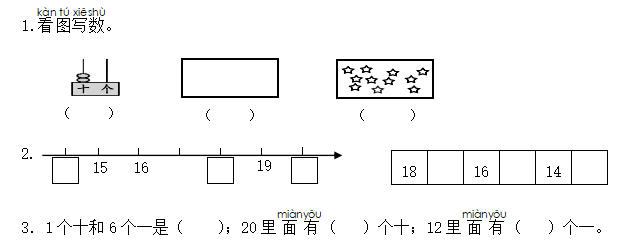 kàn tú xiěshù
1.看图写数。
十 个
( ) ( ) ( )
2. 15 16 19
18 16 14
miànyǒu miànyǒu
3. 1个十和6个一是( );20里面有( )个十;12里面有( )个一。